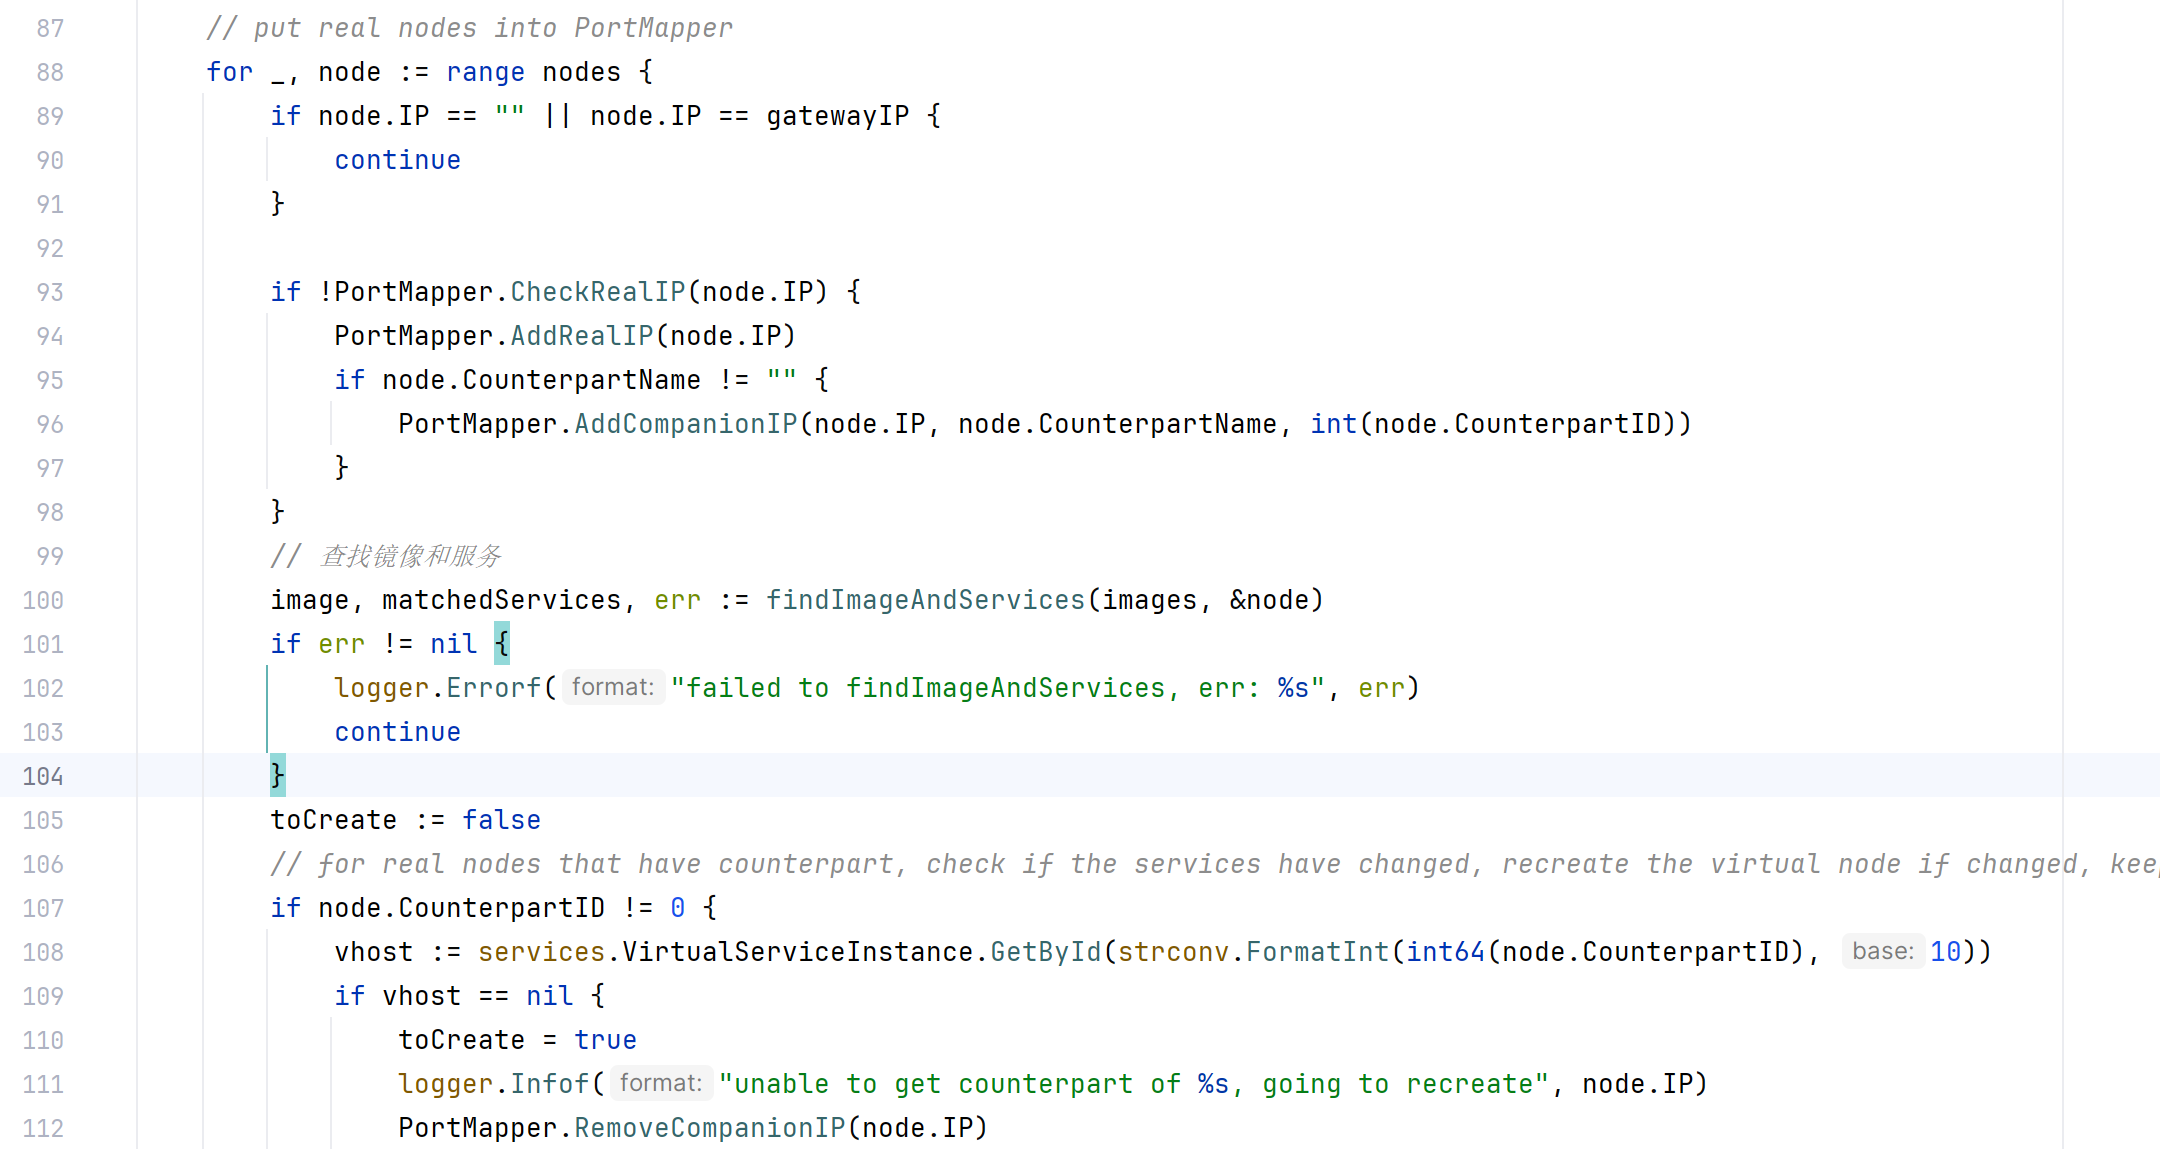 87 // put real nodes into PortMapper
88 for _, node := range nodes {
89 if node.IP == "" || node.IP == gatewayIP {
90 continue
91 }
92
93 if !PortMapper.CheckRealIP(node.IP) {
94 PortMapper.AddRealIP(node.IP)
95 if node.CounterpartName != "" {
96 PortMapper.AddCompanionIP(node.IP, node.CounterpartName, int(node.CounterpartID))
97 }
98 }
99 // 查找镜像和服务
100 image, matchedServices, err := findImageAndServices(images, &node)
101 if err != nil {
102 logger.Errorf( format: "failed to findImageAndServices, err: %s", err)
103 continue
104 }
105 toCreate := false
106 // for real nodes that have counterpart, check if the services have changed, recreate the virtual node if changed, kee
107 if node.CounterpartID != 0 {
108 vhost := services.VirtualServiceInstance.GetById(strconv.FormatInt(int64(node.CounterpartID), base: 10))
109 if vhost == nil {
110 toCreate = true
111 logger.Infof( format: "unable to get counterpart of %s, going to recreate", node.IP)
112 PortMapper.RemoveCompanionIP(node.IP)